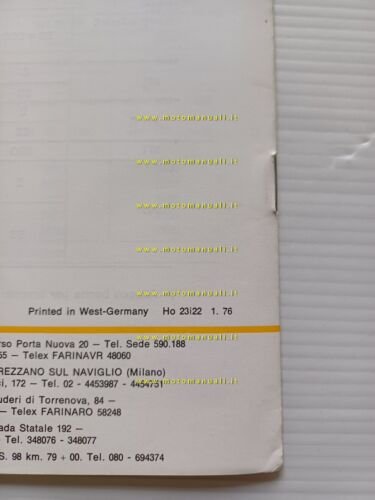 www.motomanuali.it
www.motomanuali.it
www.motomanuali.it
www.motomanuali.it
www.motomanuali.it
Printed in West-Germany Ho 23i22 1. 76
www.motomanuali.it
rso Porta Nuova 20 – Tel. Sede 590.188
55 – Telex FARINAVR 48060
REZZANO SUL NAVIGLIO (Milano)
ci, 172 – Tel. 02 - 4453987 - 4454751
uderi di Torrenova, 84 –
– Telex FARINARO 58248
ada Statale 192 –
Tel. 348076 - 348077
S. 98 km. 79 + 00. Tel. 080 - 694374